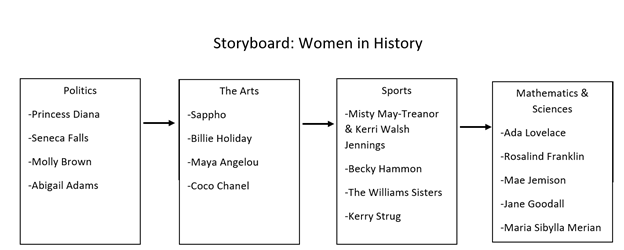 Storyboard: Women in History
Politics
-Princess Diana
-Seneca Falls
-Molly Brown
-Abigail Adams
The Arts
-Sappho
-Billie Holiday
-Maya Angelou
-Coco Chanel
Sports
-Misty May-Treanor
& Kerri Walsh
Jennings
-Becky Hammon
-The Williams Sisters
-Kerry Strug
Mathematics &
Sciences
-Ada Lovelace
-Rosalind Franklin
-Mae Jemison
-Jane Goodall
-Maria Sibylla Merian